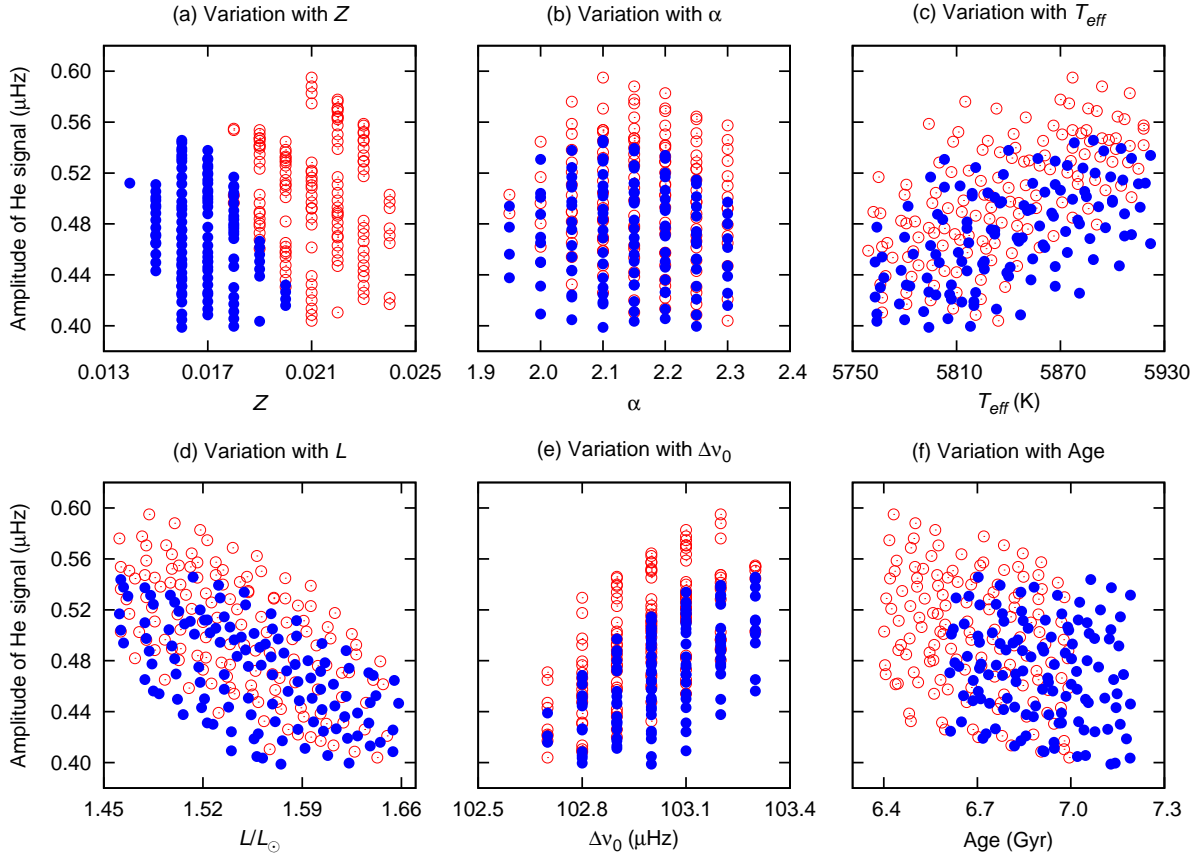 (a) Variation with Z
(b) Variation with α
(c) Variation with T_eff
Amplitude of He signal (μHz)
0.60
0.56
0.52
0.48
0.44
0.40
0.013 0.017 0.021 0.025
1.9 2.0 2.1 2.2 2.3 2.4
5750 5810 5870 5930
Z
α
T_eff (K)
(d) Variation with L
(e) Variation with Δν₀
(f) Variation with Age
Amplitude of He signal (μHz)
0.60
0.56
0.52
0.48
0.44
0.40
1.45 1.52 1.59 1.66
102.5 102.8 103.1 103.4
6.4 6.7 7.0 7.3
L/L☉
Δν₀ (μHz)
Age (Gyr)